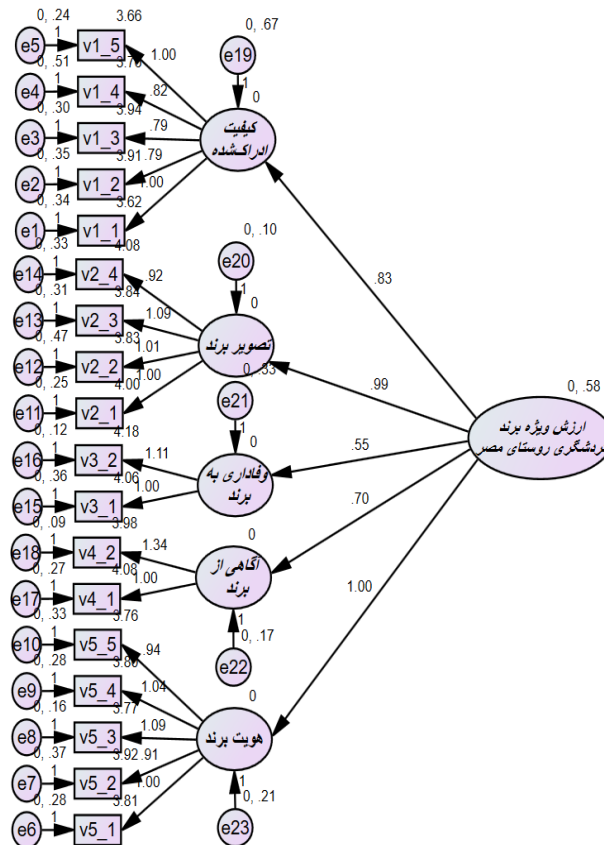 0, .24
3.66
e5
1
v1_5
0, .51
1.00
e4
1
v1_4
.82
0, .30
3.94
e3
1
v1_3
.79
0, .35
3.91
.79
e2
1
v1_2
1.00
0, .34
3.62
e1
1
v1_1
0, .67
e19
1
0
کیفیت
ادراک‌شده
0, .33
4.08
e14
1
v2_4
.92
0, .31
3.84
e13
1
v2_3
1.09
0, .47
3.83
e12
1
v2_2
1.01
0, .25
4.00
1.00
e11
1
v2_1
0, .10
e20
1
0
تصویر برند
0, .12
4.18
e16
1
v3_2
1.11
0, .36
4.06
e15
1
v3_1
1.00
e21
1
0
وفاداری به
برند
0, .09
3.98
e18
1
v4_2
1.34
0, .27
4.08
e17
1
v4_1
1.00
0
آگاهی از
برند
1
0, .17
e22
0, .33
3.76
e10
1
v5_5
.94
0, .28
e9
1
v5_4
1.04
0, .16
3.77
e8
1
v5_3
1.09
0, .37
3.92
.91
e7
1
v5_2
1.00
0, .28
3.81
e6
1
v5_1
0
هویت برند
1
0, .21
e23
.83
.99
.55
.70
1.00
0, .58
ارزش ویژه برند
گردشگری روستای مصر